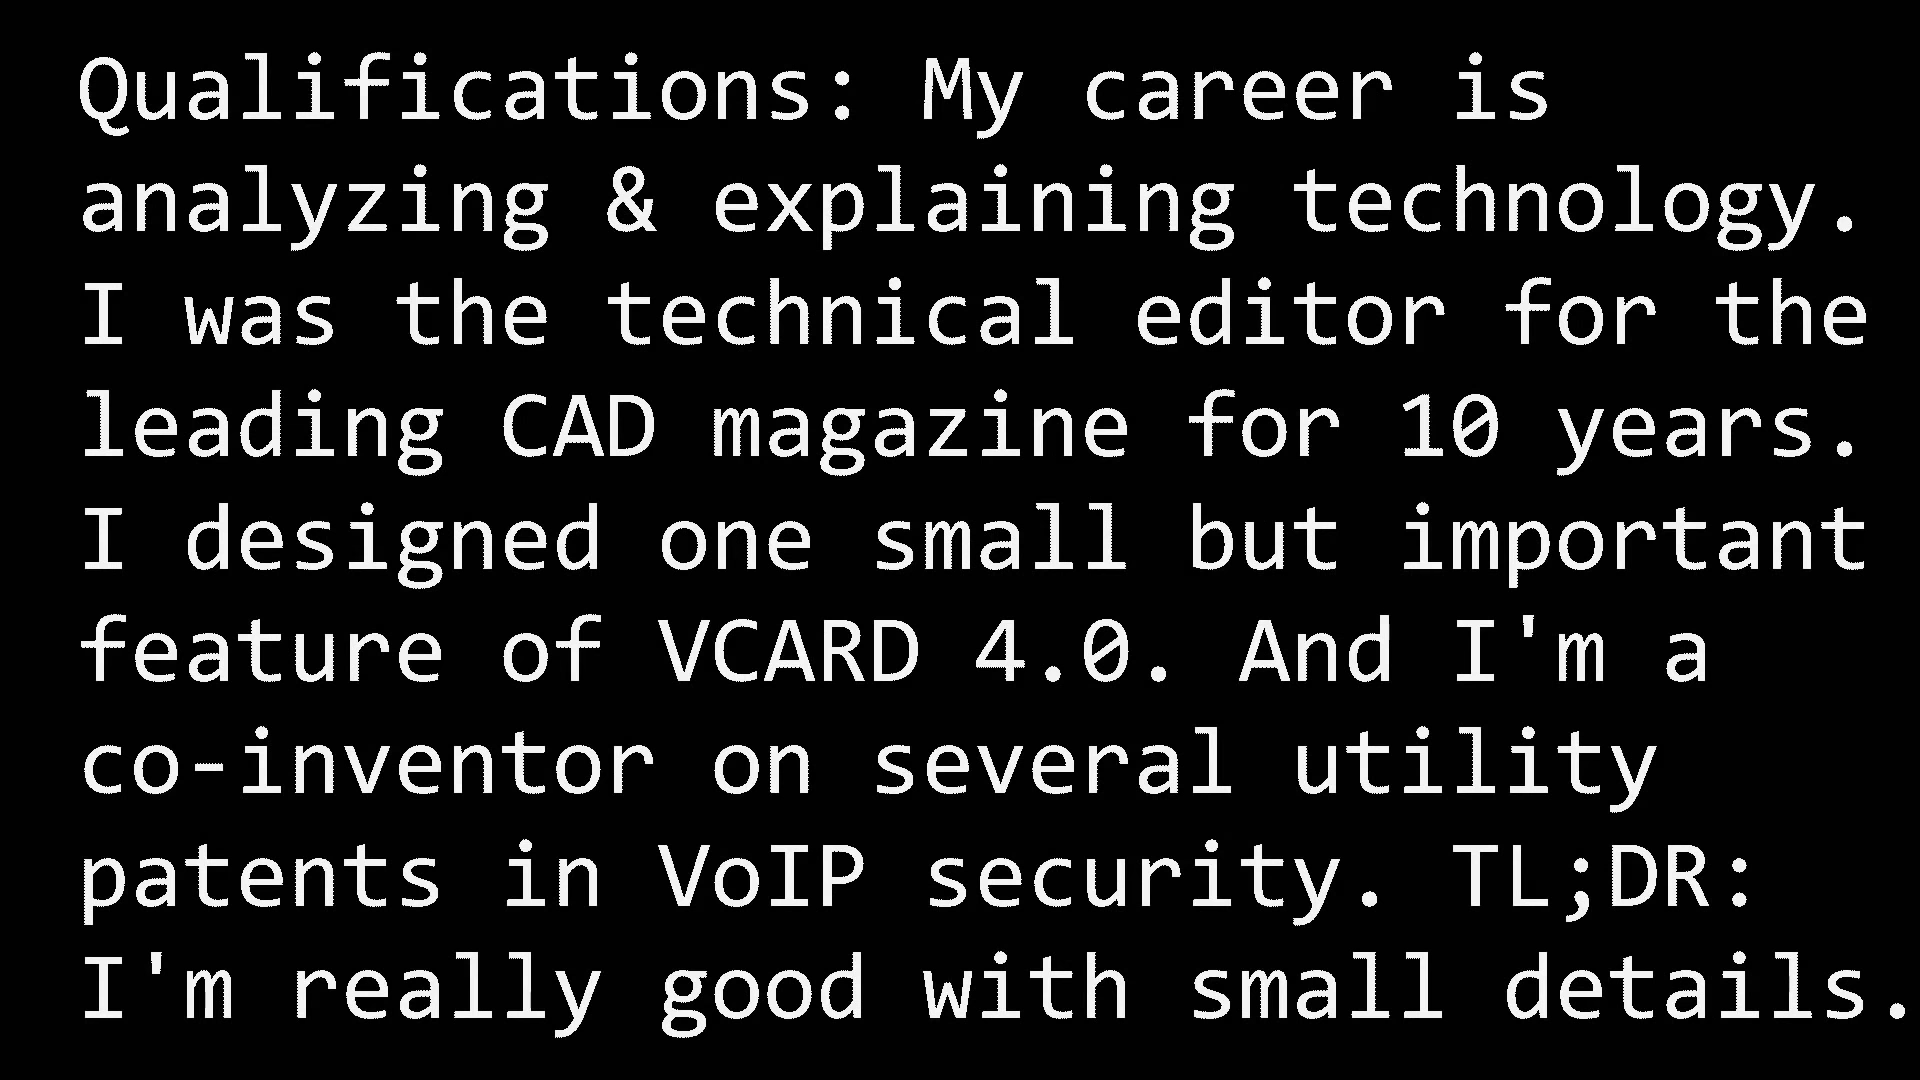 Qualifications: My career is
analyzing & explaining technology.
I was the technical editor for the
leading CAD magazine for 10 years.
I designed one small but important
feature of VCARD 4.0. And I'm a
co-inventor on several utility
patents in VoIP security. TL;DR:
I'm really good with small details.